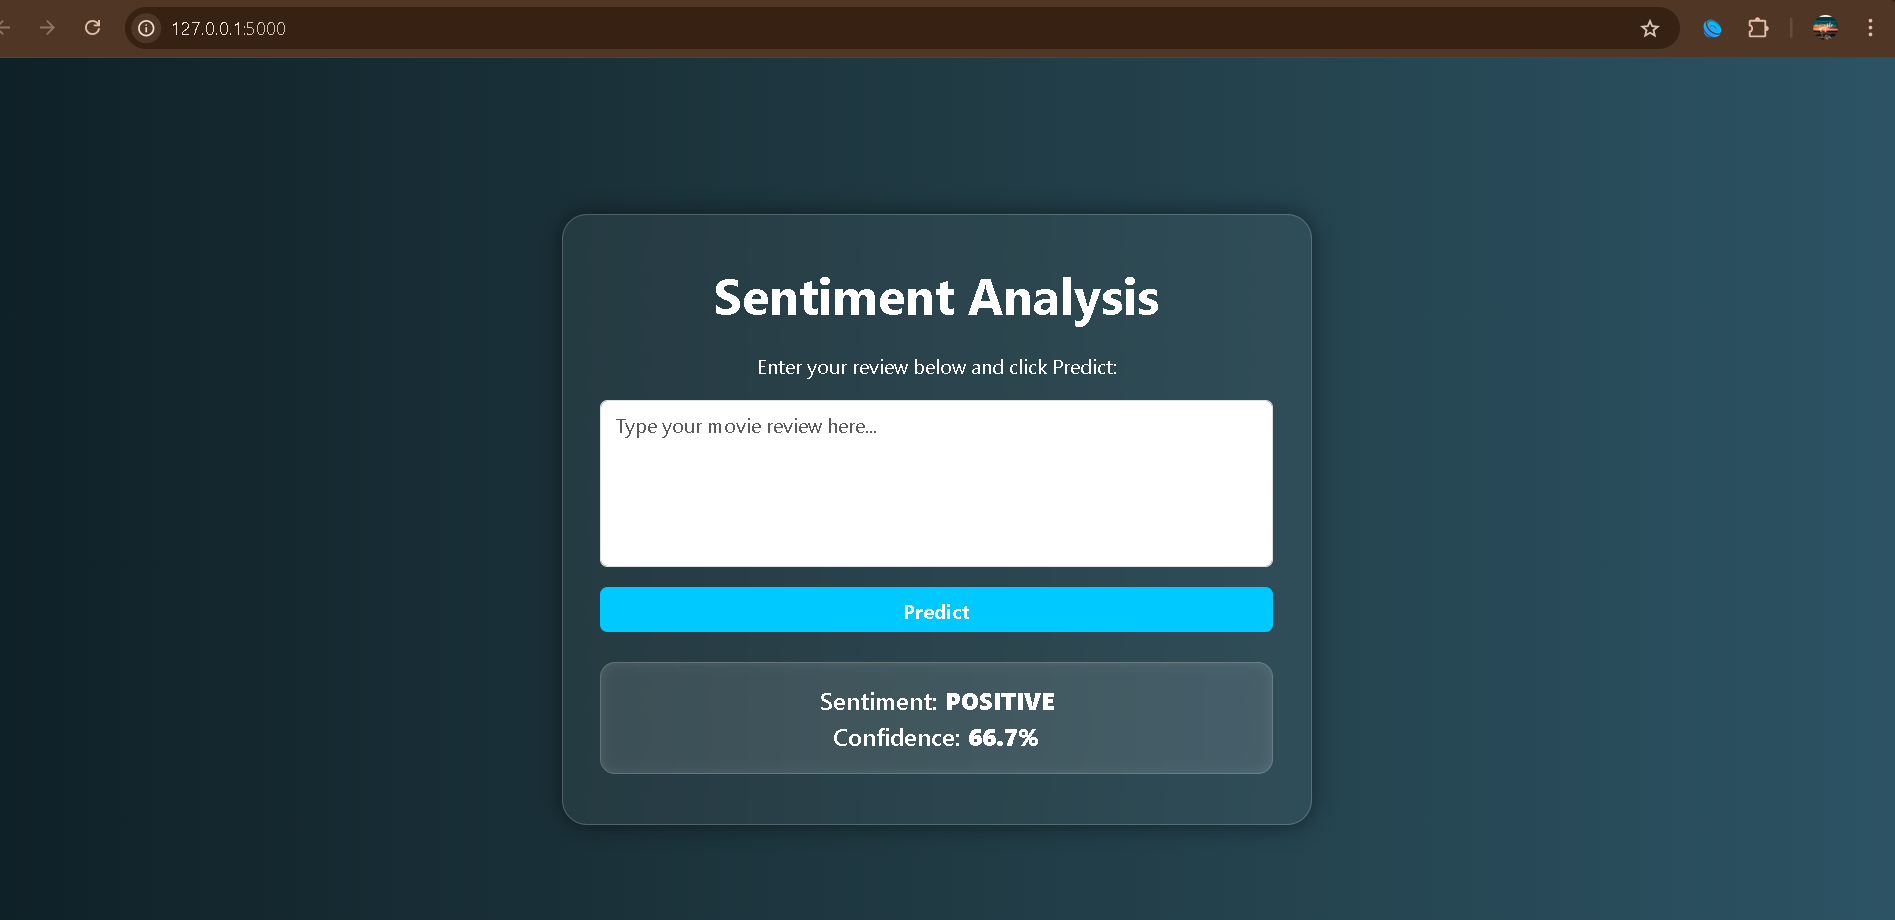 127.0.0.1:5000
Sentiment Analysis
Enter your review below and click Predict:
Type your movie review here...
Predict
Sentiment: POSITIVE
Confidence: 66.7%